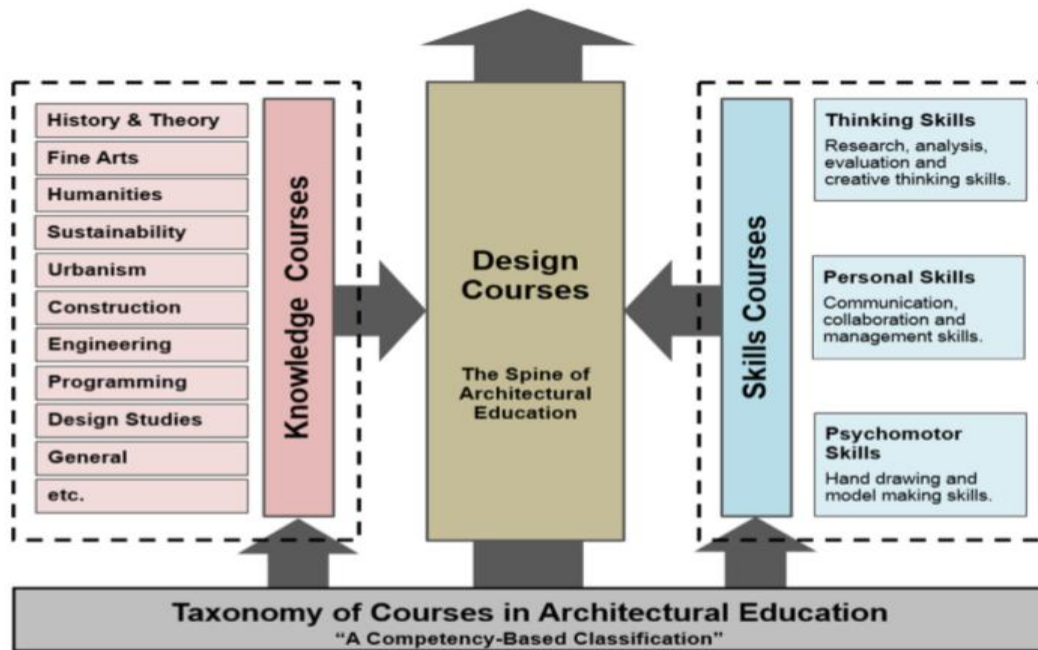 History & Theory
Fine Arts
Humanities
Sustainability
Urbanism
Construction
Engineering
Programming
Design Studies
General
etc.
Knowledge Courses
Design
Courses
The Spine of
Architectural
Education
Skills Courses
Thinking Skills
Research, analysis,
evaluation and
creative thinking skills.
Personal Skills
Communication,
collaboration and
management skills.
Psychomotor
Skills
Hand drawing and
model making skills.
Taxonomy of Courses in Architectural Education
“A Competency-Based Classification”